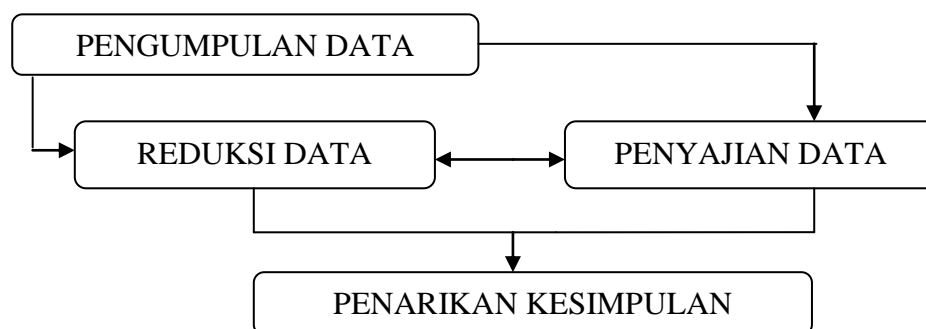 PENGUMPULAN DATA
REDUKSI DATA
PENYAJIAN DATA
PENARIKAN KESIMPULAN